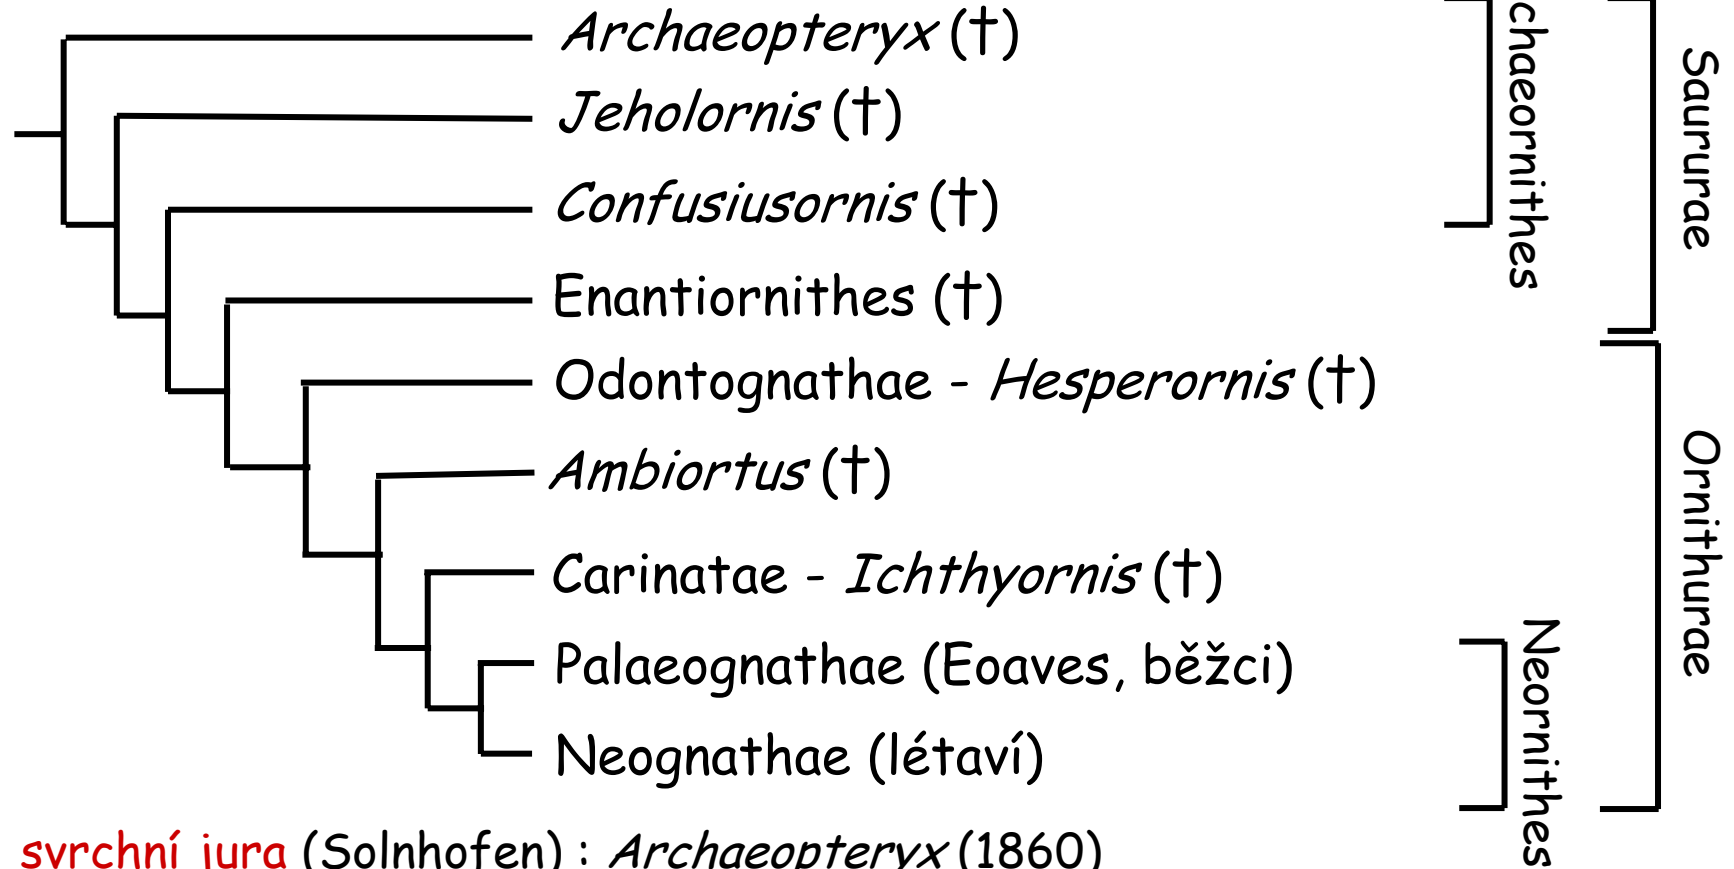 Archaeopteryx (†)
Jeholornis (†)
Confusiusornis (†)
Enantiornithes (†)
Odontognathae - Hesperornis (†)
Ambiortus (†)
Carinatae - Ichthyornis (†)
Palaeognathae (Eoaves, běžci)
Neognathae (létaví)
chaeornithes
Saururae
Ornithurae
Neornithes
svrchní jura (Solnhofen) : Archaeopteryx (1860)